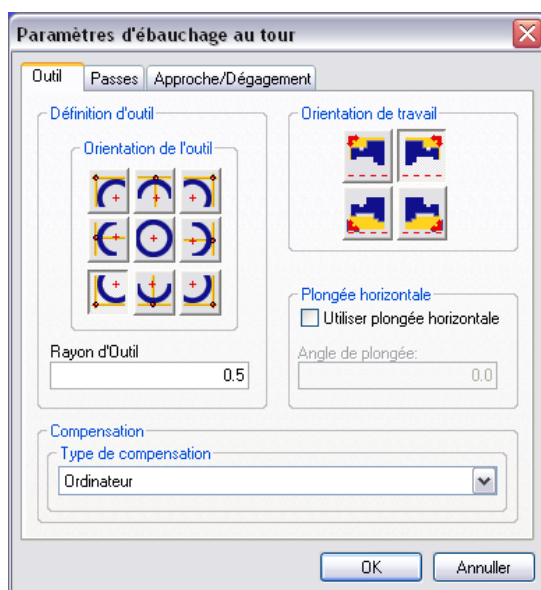 Paramètres d'ébauchage au tour
Outil Passes Approche/Dégagement
Définition d'outil
Orientation de l'outil
Rayon d'Outil
0.5
Orientation de travail
Plongée horizontale
Utiliser plongée horizontale
Angle de plongée:
0.0
Compensation
Type de compensation
Ordinateur
OK Annuller